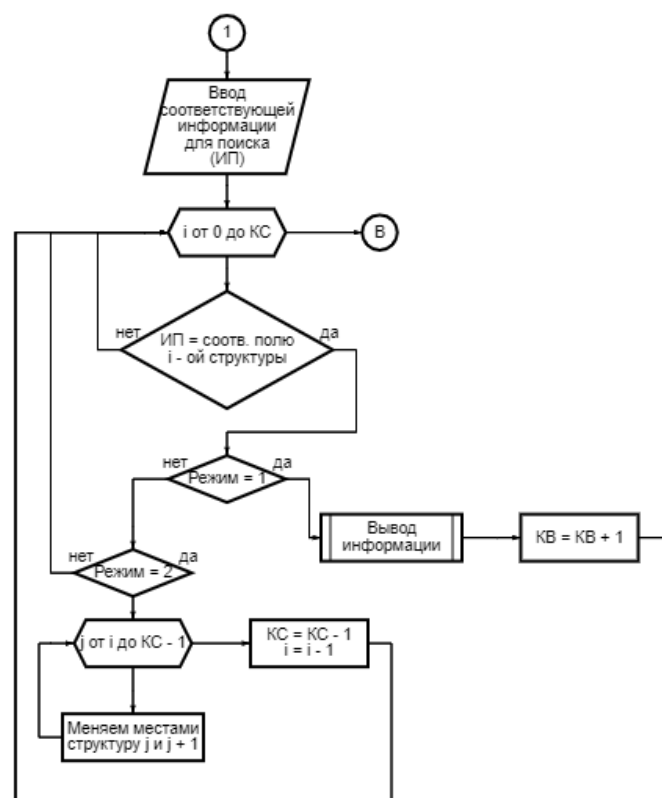 1
Ввод
соответствующей
информации
для поиска
(ИП)
i от 0 до КС
B
нет
ИП = соотв. полю
i - ой структуры
да
нет
Режим = 1
да
Вывод
информации
КВ = КВ + 1
нет
Режим = 2
да
j от i до КС - 1
КС = КС - 1
i = i - 1
Меняем местами
структуру j и j + 1